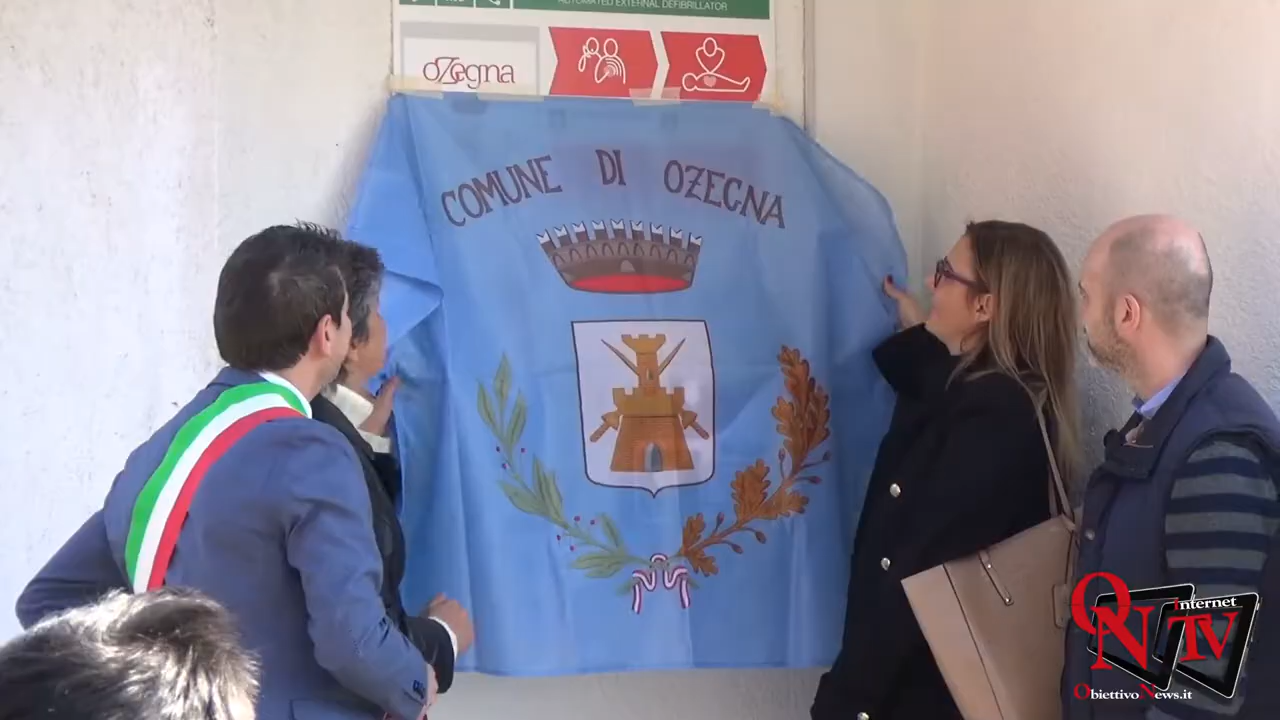 AUTOMATED EXTERNAL DEFIBRILLATOR
oZegna
COMUNE DI OZEGNA
ON Internet
TV
ObiettivoNews.it